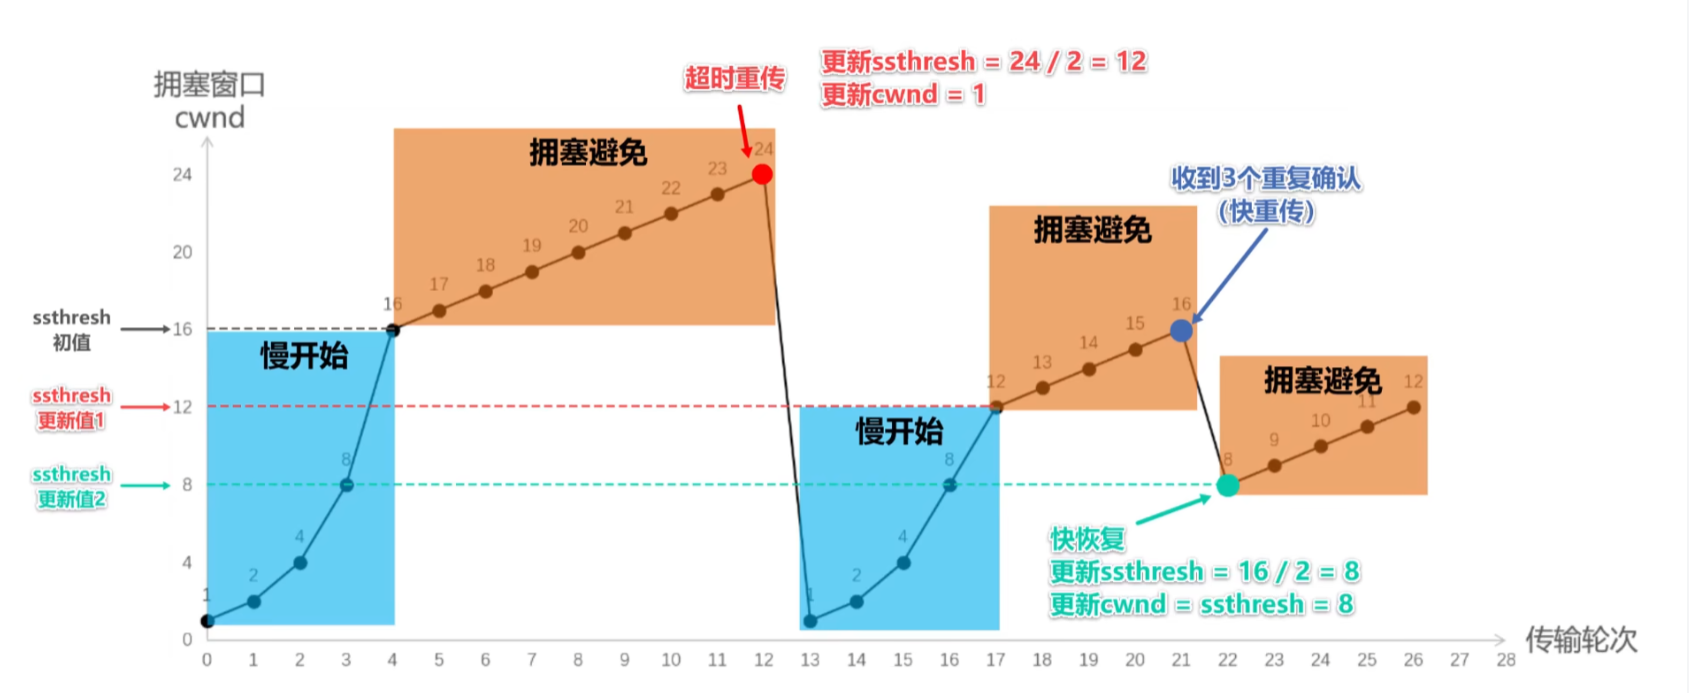 超时重传
更新ssthresh = 24 / 2 = 12
更新cwnd = 1
拥塞窗口
cwnd
拥塞避免
24
23
22
21
20
19
18
17
16
收到3个重复确认
(快重传)
拥塞避免
16
15
14
13
12
拥塞避免
12
11
10
9
8
24
20
ssthresh
初值
16
慢开始
8
4
2
1
ssthresh
更新值1
12
慢开始
8
4
2
1
ssthresh
更新值2
8
快恢复
更新ssthresh = 16 / 2 = 8
更新cwnd = ssthresh = 8
4
0
0 1 2 3 4 5 6 7 8 9 10 11 12 13 14 15 16 17 18 19 20 21 22 23 24 25 26 27 28
传输轮次